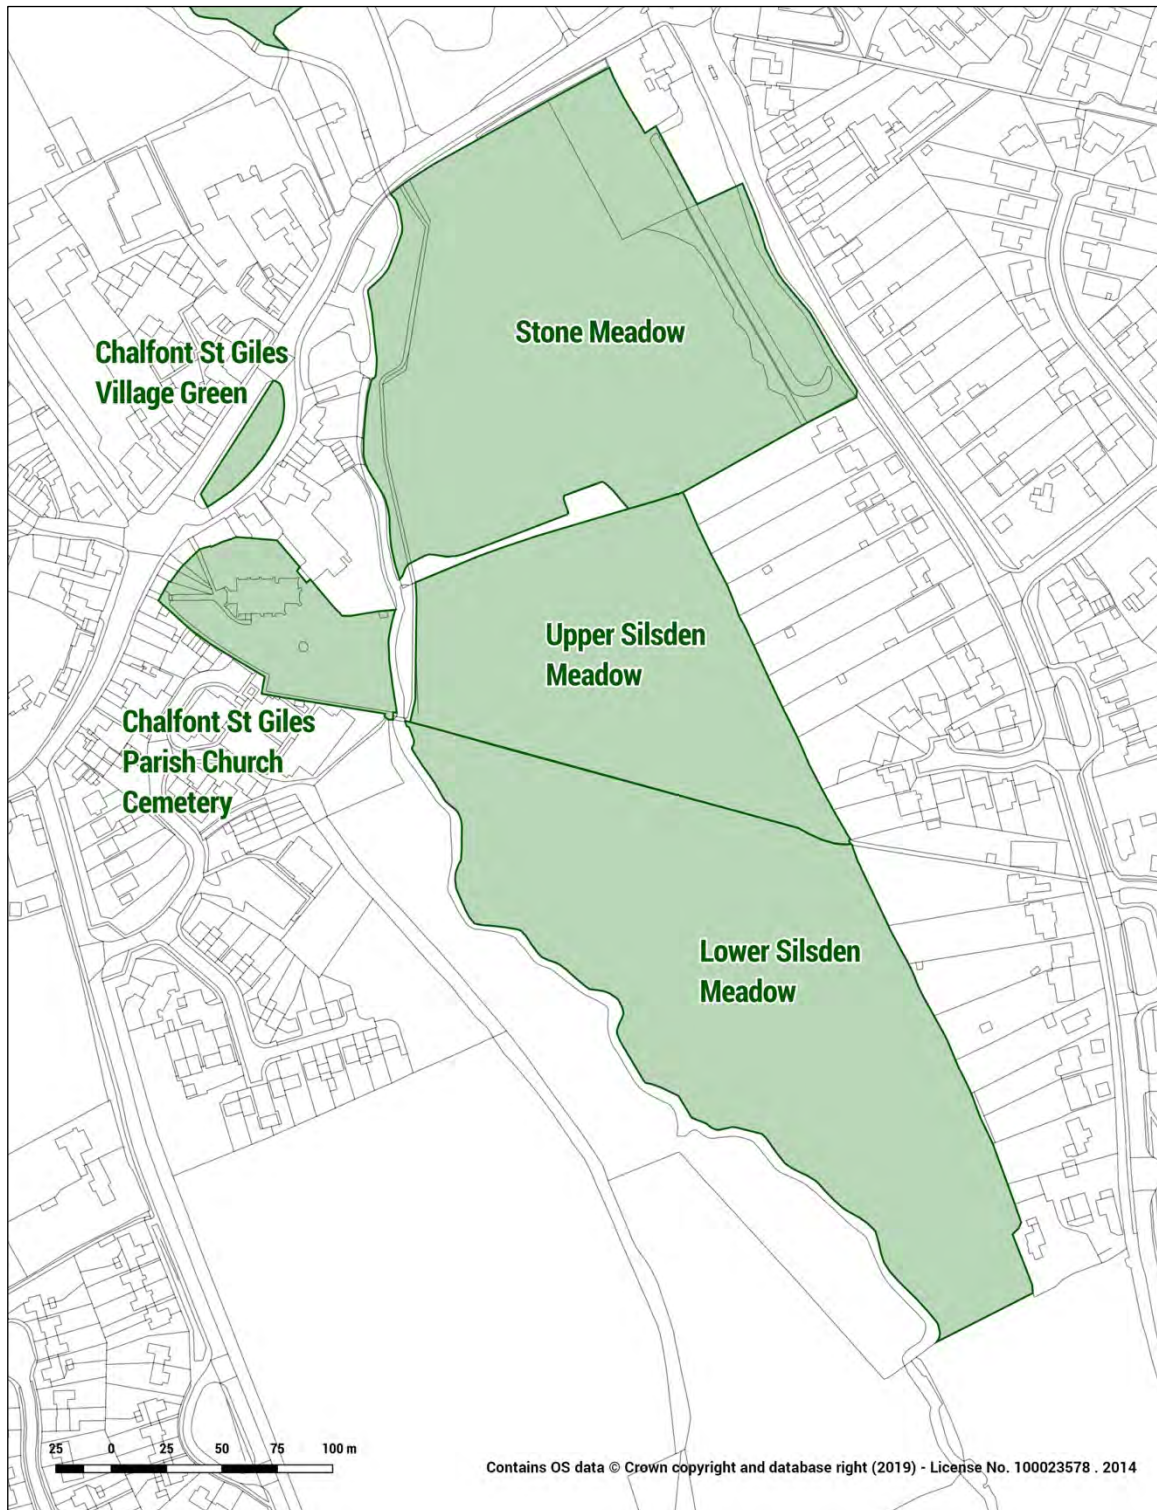 Stone Meadow
Chalfont St Giles
Village Green
Upper Silsden
Meadow
Chalfont St Giles
Parish Church
Cemetery
Lower Silsden
Meadow
25 0 25 50 75 100 m
Contains OS data © Crown copyright and database right (2019) - License No. 100023578 . 2014